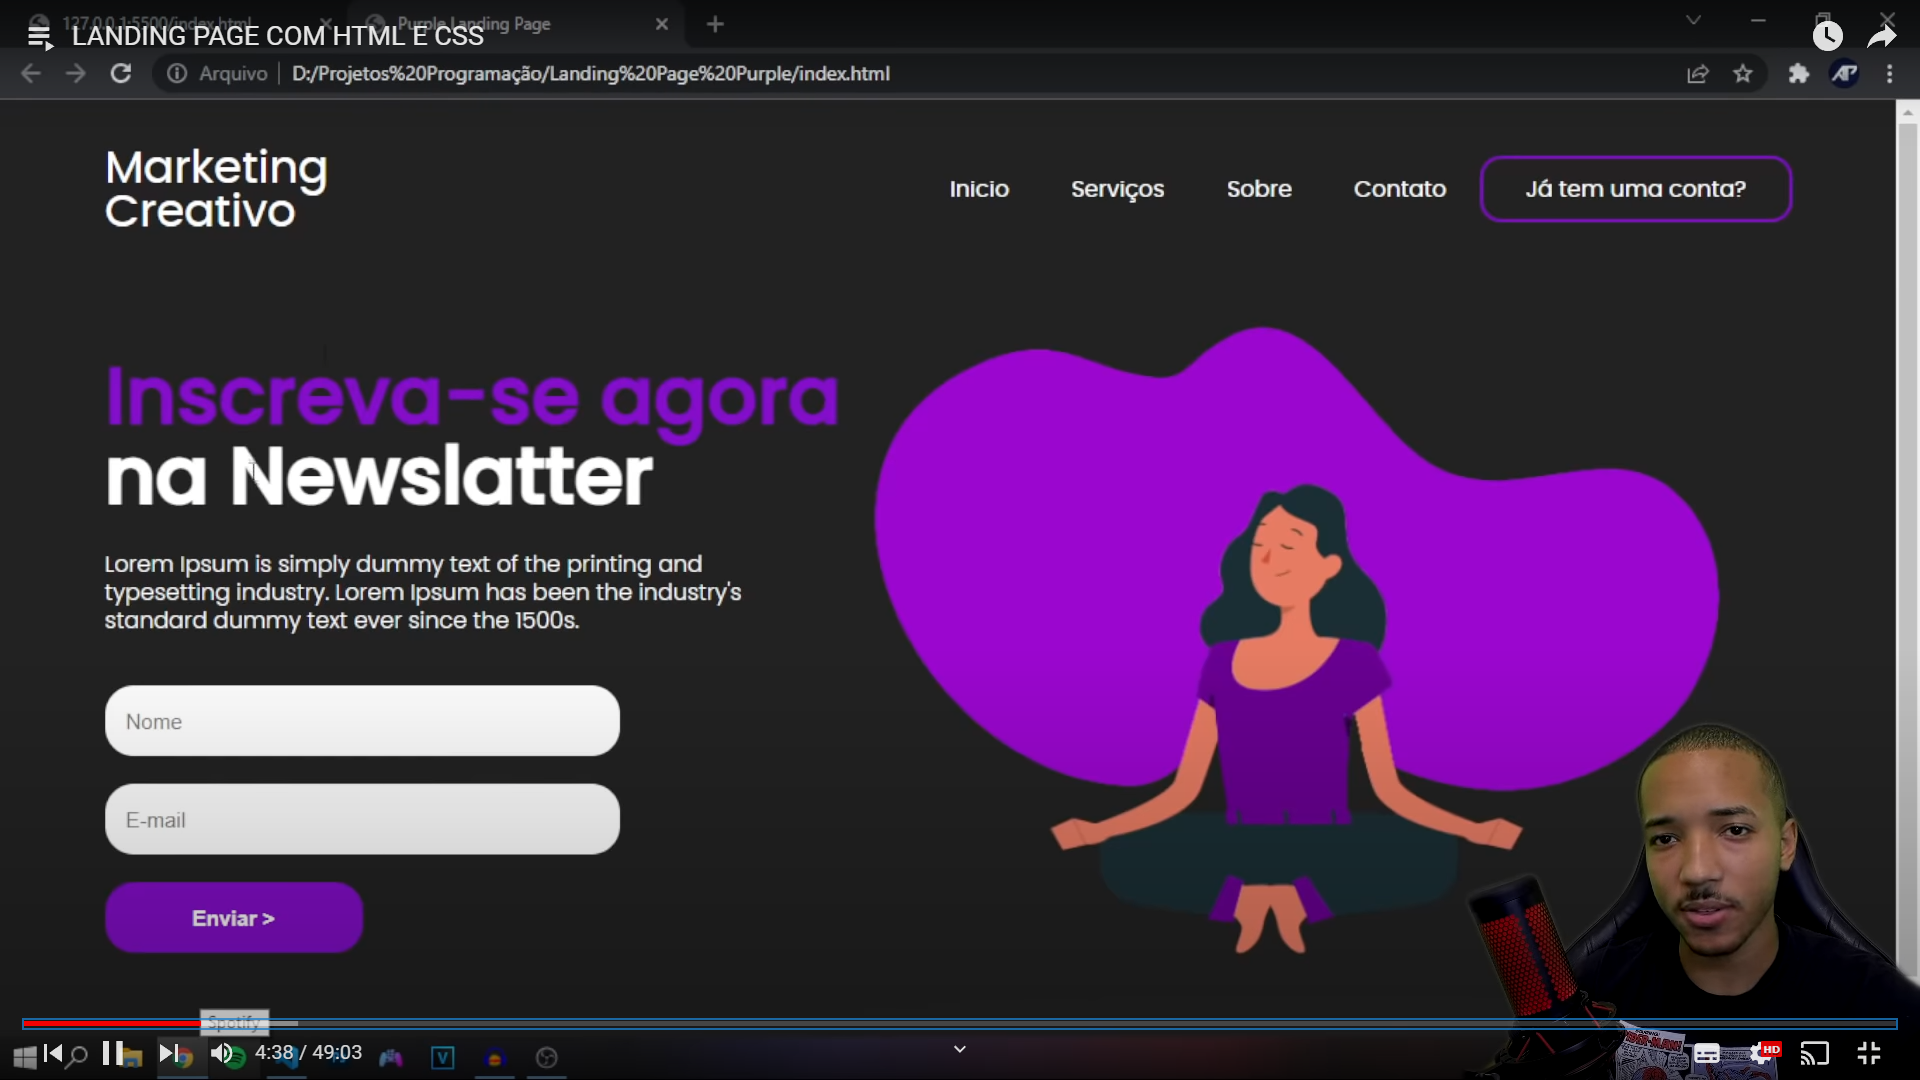 127.0.0.1:5500/index.html
Purple Landing Page
LANDING PAGE COM HTML E CSS
Arquivo
D:/Projetos%20Programação/Landing%20Page%20Purple/index.html
Marketing
Creativo
Inicio
Serviços
Sobre
Contato
Já tem uma conta?
Inscreva-se agora
na Newslatter
Lorem Ipsum is simply dummy text of the printing and
typesetting industry. Lorem Ipsum has been the industry's
standard dummy text ever since the 1500s.
Nome
E-mail
Enviar >
Spotify
4:38 / 49:03
HD